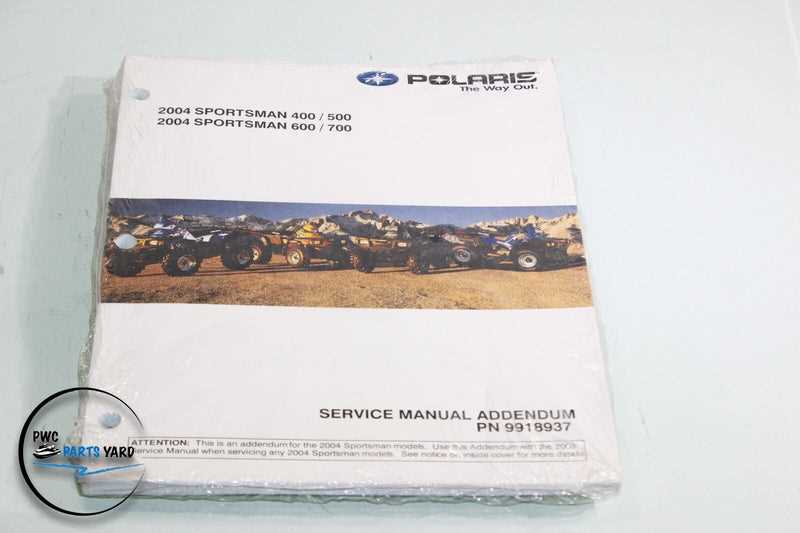 POLARIS
The Way Out.
2004 SPORTSMAN 400 / 500
2004 SPORTSMAN 600 / 700
SERVICE MANUAL ADDENDUM
PN 9918937
ATTENTION: This is an addendum for the 2004 Sportsman models. Use this Addendum with the 2003
Service Manual when servicing any 2004 Sportsman models. See notice on inside cover for more details.
PWC
PARTS YARD